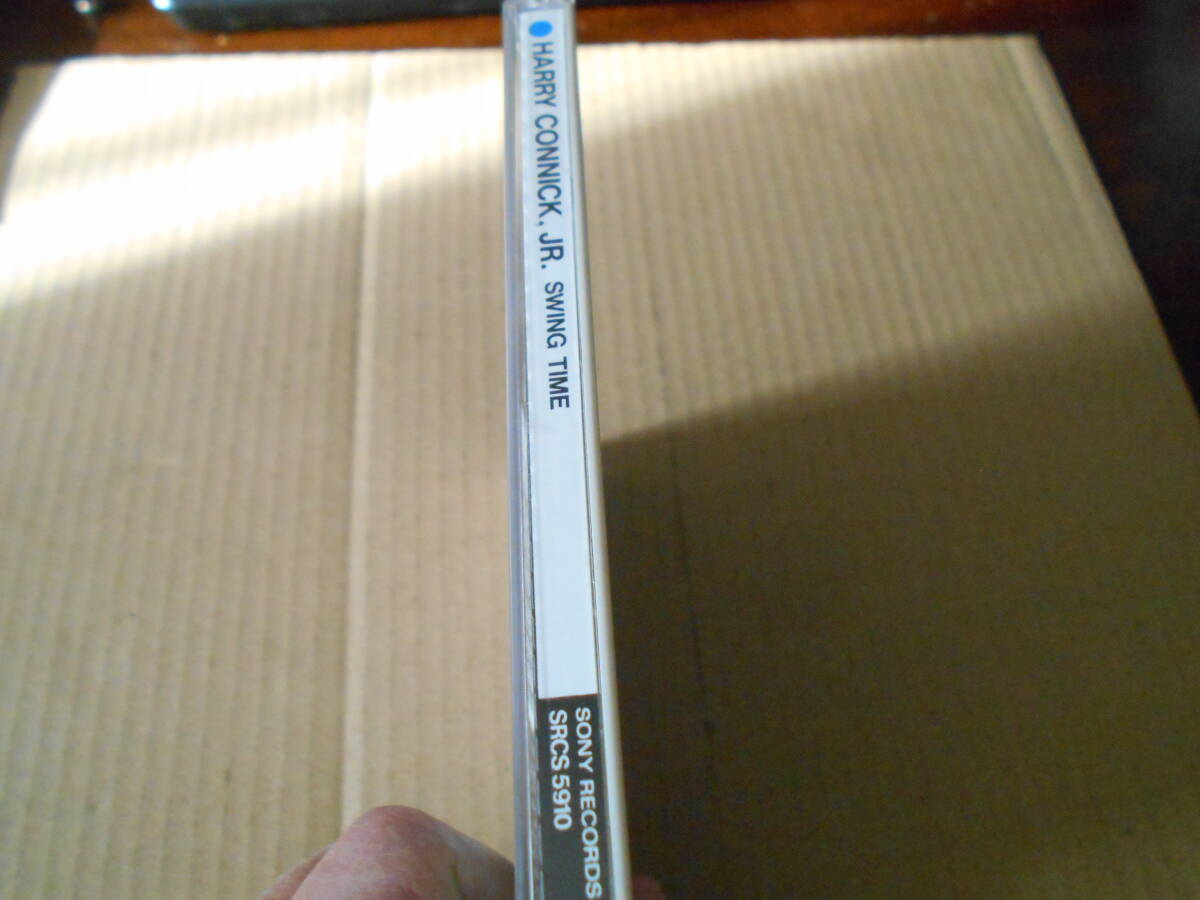 HARRY CONNICK, JR. SWING TIME
SONY RECORDS
SRCS 5910